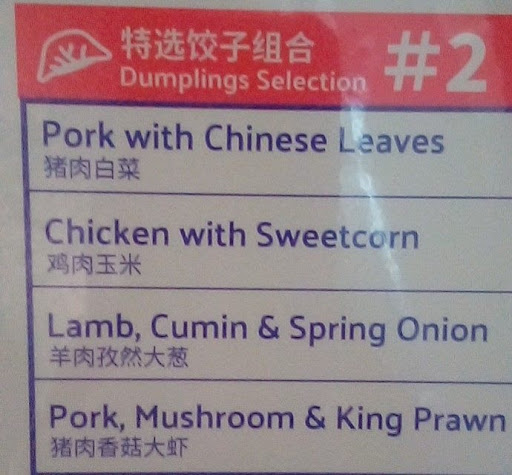 特选饺子组合
Dumplings Selection
#2
Pork with Chinese Leaves
猪肉白菜
Chicken with Sweetcorn
鸡肉玉米
Lamb, Cumin & Spring Onion
羊肉孜然大葱
Pork, Mushroom & King Prawn
猪肉香菇大虾